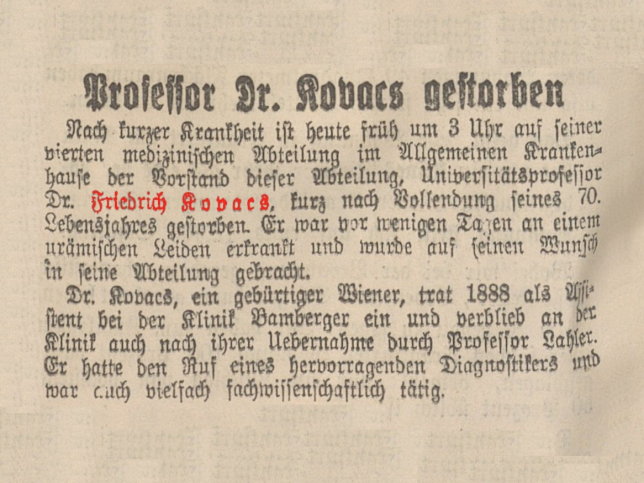 Professor Dr. Kovacs gestorben
Nach kurzer Krankheit ist heute früh um 3 Uhr auf seiner
vierten medizinischen Abteilung im Allgemeinen Kranken-
hause der Vorstand dieser Abteilung, Universitätsprofessor
Dr. Friedrich Kovacs, kurz nach Vollendung seines 70.
Lebensjahres gestorben. Er war vor wenigen Tagen an einem
urämischen Leiden erkrankt und wurde auf seinen Wunsch
in seine Abteilung gebracht.
Dr. Kovacs, ein gebürtiger Wiener, trat 1888 als Assi-
stent bei der Klinik Bamberger ein und verblieb an der
Klinik auch nach ihrer Uebernahme durch Professor Lahler.
Er hatte den Ruf eines hervorragenden Diagnostikers und
war auch vielfach fachwissenschaftlich tätig.